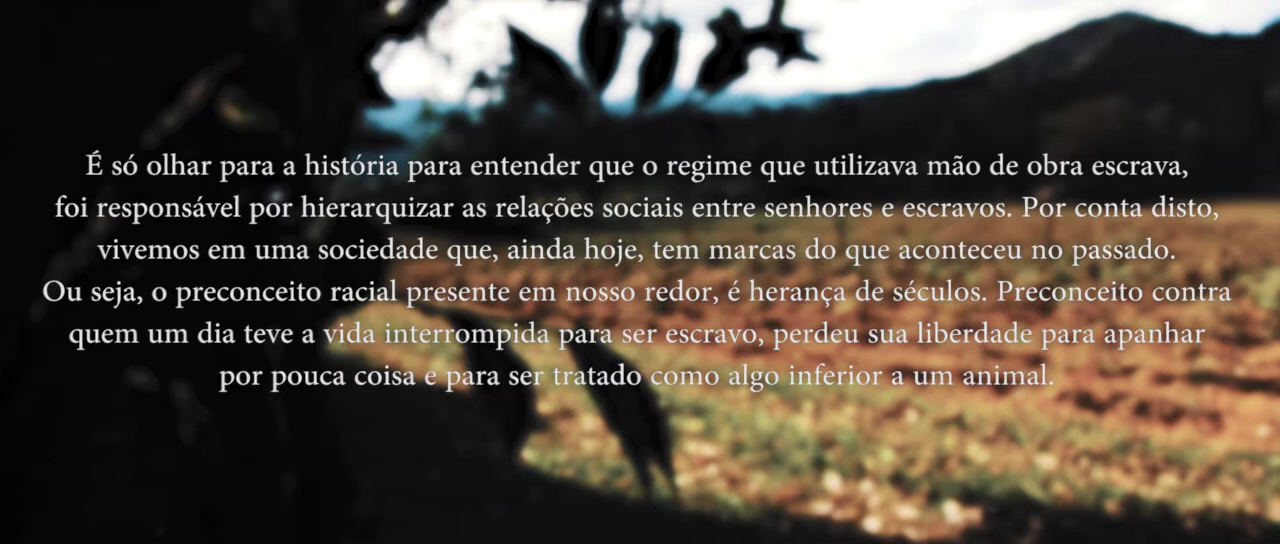 É só olhar para a história para entender que o regime que utilizava mão de obra escrava,
foi responsável por hierarquizar as relações sociais entre senhores e escravos. Por conta disto,
vivemos em uma sociedade que, ainda hoje, tem marcas do que aconteceu no passado.
Ou seja, o preconceito racial presente em nosso redor, é herança de séculos. Preconceito contra
quem um dia teve a vida interrompida para ser escravo, perdeu sua liberdade para apanhar
por pouca coisa e para ser tratado como algo inferior a um animal.